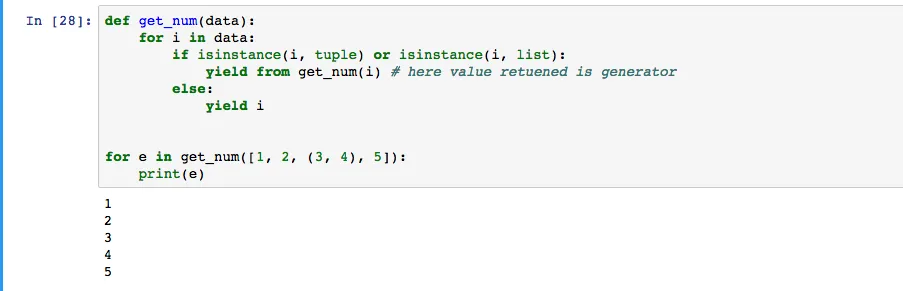 In [28]: def get_num(data):
    for i in data:
        if isinstance(i, tuple) or isinstance(i, list):
            yield from get_num(i) # here value retuened is generator
        else:
            yield i
for e in get_num([1, 2, (3, 4), 5]):
    print(e)
1
2
3
4
5